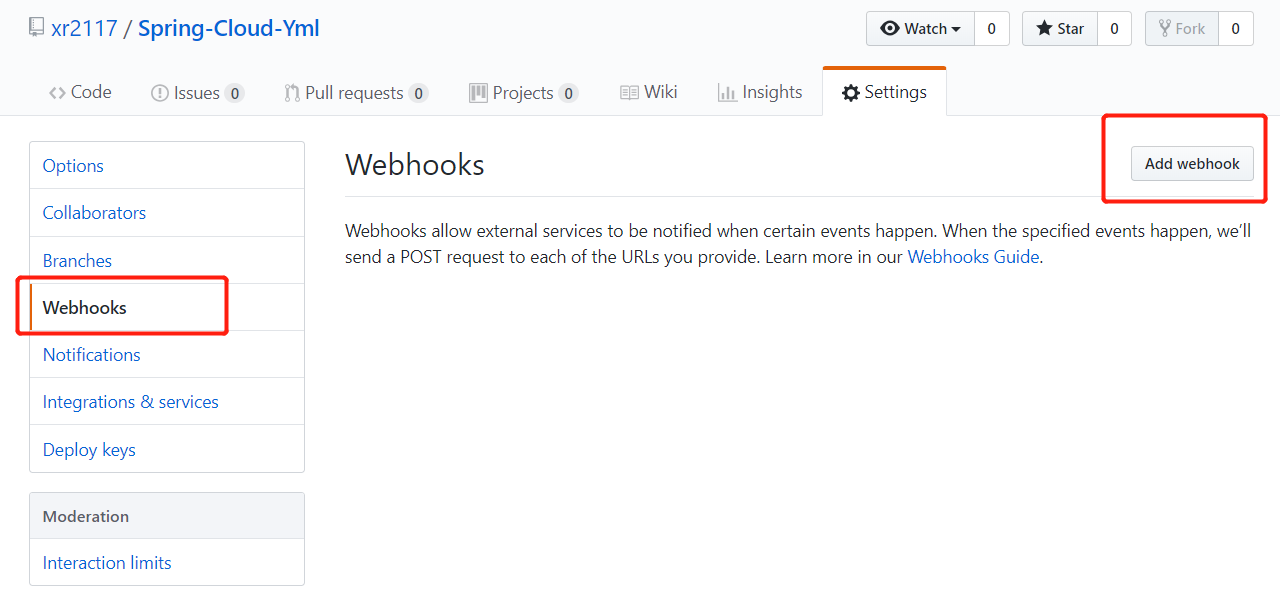 xr2117 / Spring-Cloud-Yml Watch 0 Star 0 Fork 0
Code Issues 0 Pull requests 0 Projects 0 Wiki Insights Settings
Options
Collaborators
Branches
Webhooks
Notifications
Integrations & services
Deploy keys
Moderation
Interaction limits
Webhooks Add webhook
Webhooks allow external services to be notified when certain events happen. When the specified events happen, we’ll
send a POST request to each of the URLs you provide. Learn more in our Webhooks Guide.